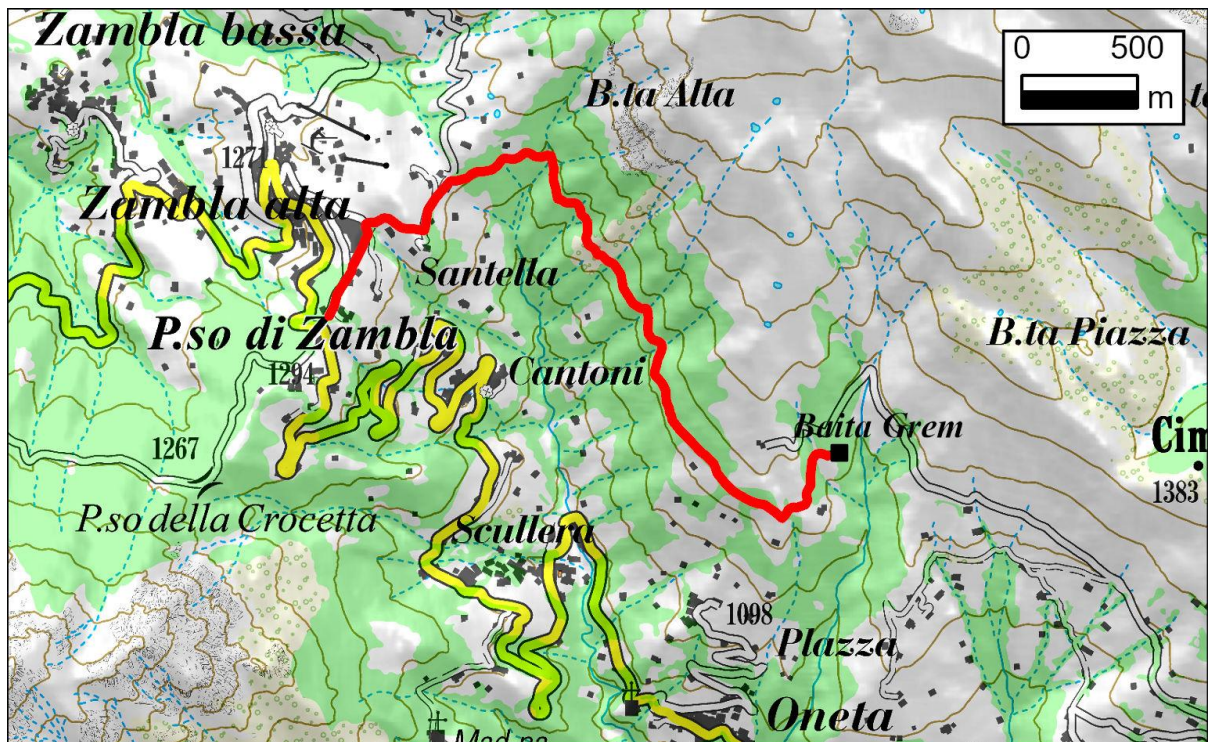 Zambla bassa
0 500
m
B.ta Alta
1271
Zambla alta
Santella
P.so di Zambla
B.ta Piazza
1294
Cantoni
Baita Grem
1267
Cim
1383
P.so della Crocetta
Scullera
1098
Plazza
Oneta